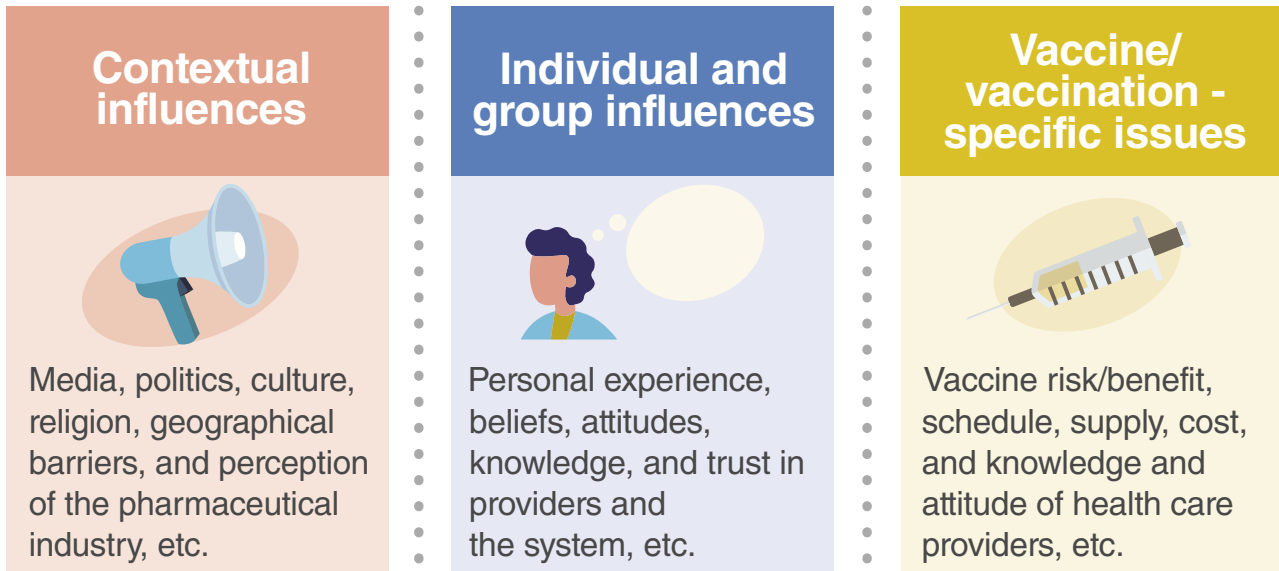 Contextual
influences
Media, politics, culture,
religion, geographical
barriers, and perception
of the pharmaceutical
industry, etc.
Individual and
group influences
Personal experience,
beliefs, attitudes,
knowledge, and trust in
providers and
the system, etc.
Vaccine/
vaccination -
specific issues
Vaccine risk/benefit,
schedule, supply, cost,
and knowledge and
attitude of health care
providers, etc.